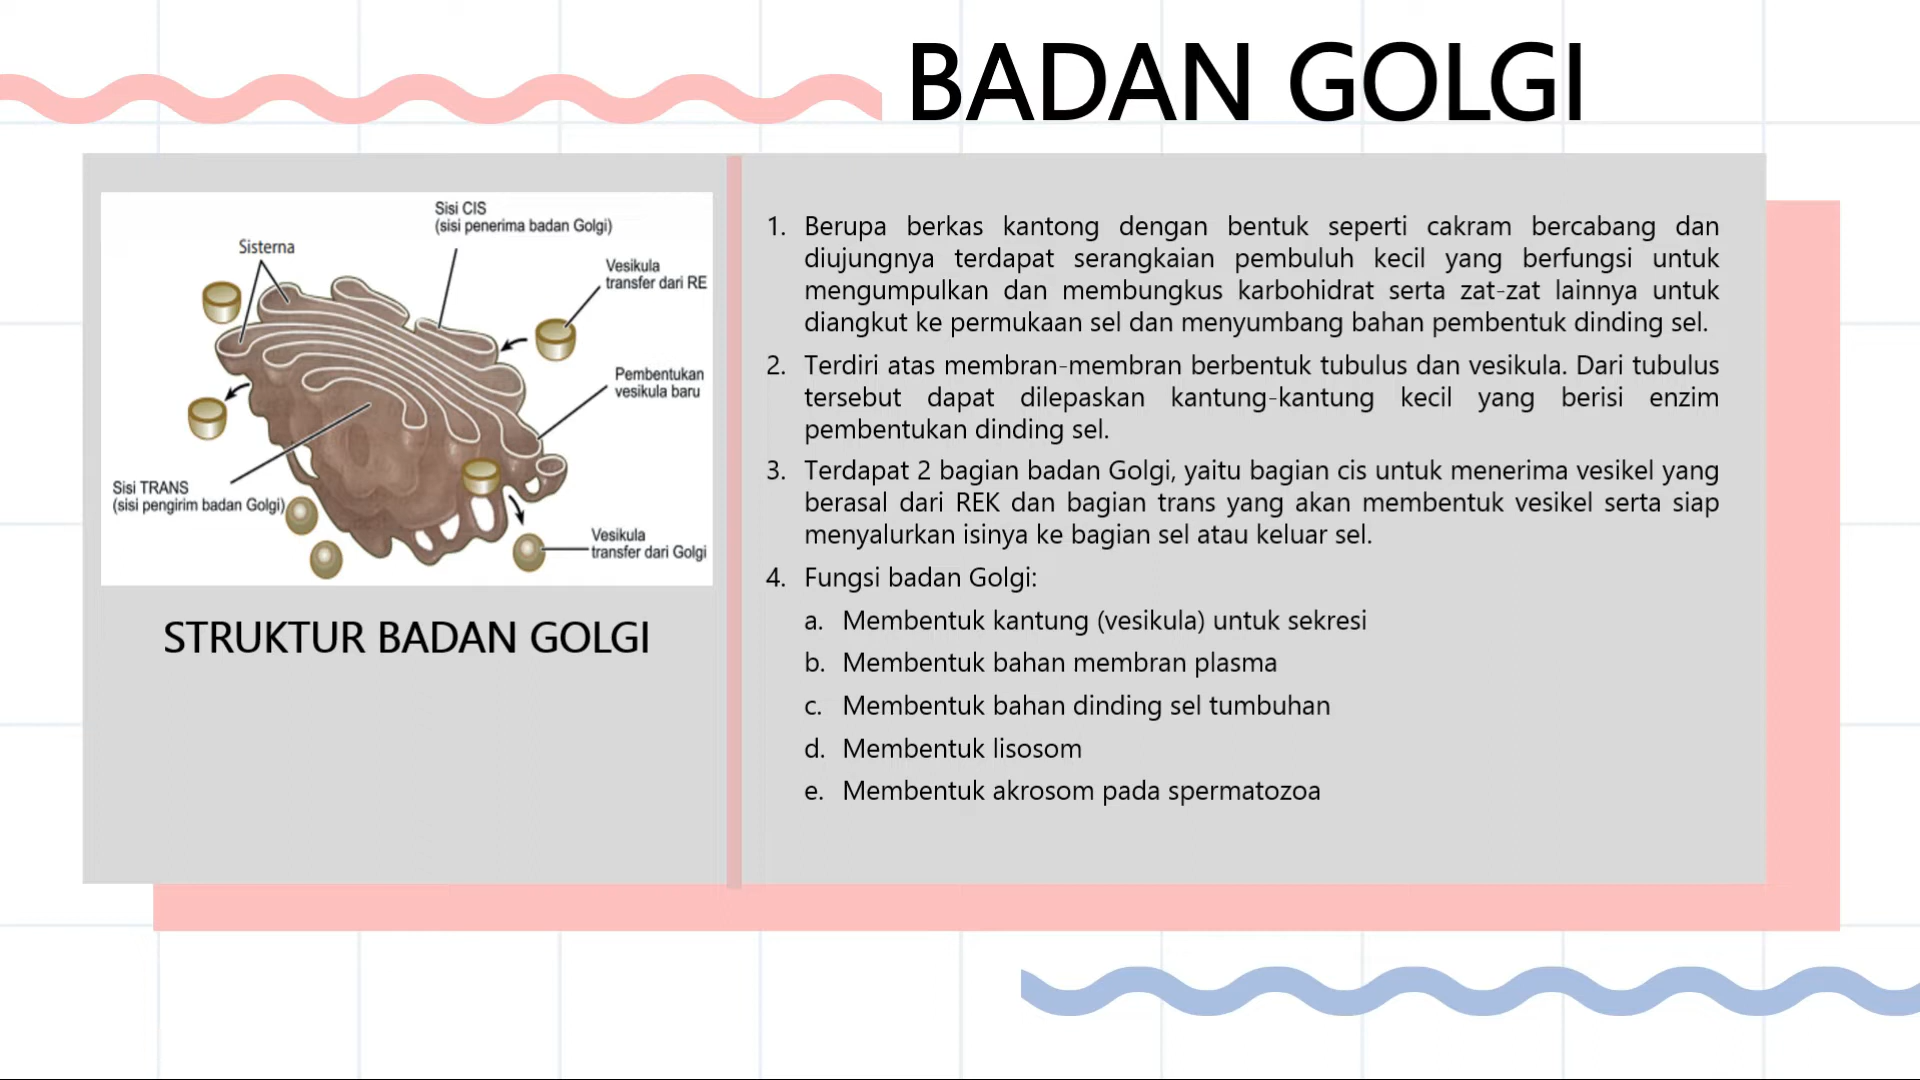 BADAN GOLGI
Sisi CIS
(sisi penerima badan Golgi)
Sisterna
Vesikula
transfer dari RE
Pembentukan
vesikula baru
Sisi TRANS
(sisi pengirim badan Golgi)
Vesikula
transfer dari Golgi
STRUKTUR BADAN GOLGI
1. Berupa berkas kantong dengan bentuk seperti cakram bercabang dan
diujungnya terdapat serangkaian pembuluh kecil yang berfungsi untuk
mengumpulkan dan membungkus karbohidrat serta zat-zat lainnya untuk
diangkut ke permukaan sel dan menyumbang bahan pembentuk dinding sel.
2. Terdiri atas membran-membran berbentuk tubulus dan vesikula. Dari tubulus
tersebut dapat dilepaskan kantung-kantung kecil yang berisi enzim
pembentukan dinding sel.
3. Terdapat 2 bagian badan Golgi, yaitu bagian cis untuk menerima vesikel yang
berasal dari REK dan bagian trans yang akan membentuk vesikel serta siap
menyalurkan isinya ke bagian sel atau keluar sel.
4. Fungsi badan Golgi:
a. Membentuk kantung (vesikula) untuk sekresi
b. Membentuk bahan membran plasma
c. Membentuk bahan dinding sel tumbuhan
d. Membentuk lisosom
e. Membentuk akrosom pada spermatozoa